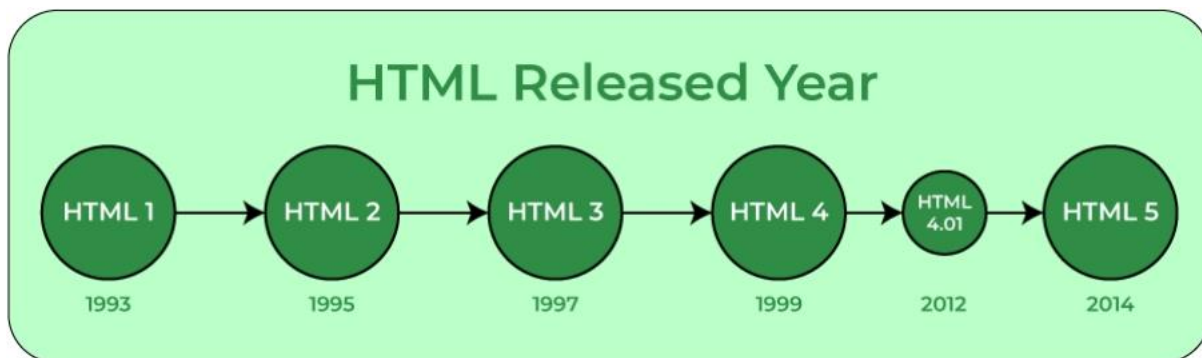 HTML Released Year
HTML 1
HTML 2
HTML 3
HTML 4
HTML
4.01
HTML 5
1993
1995
1997
1999
2012
2014